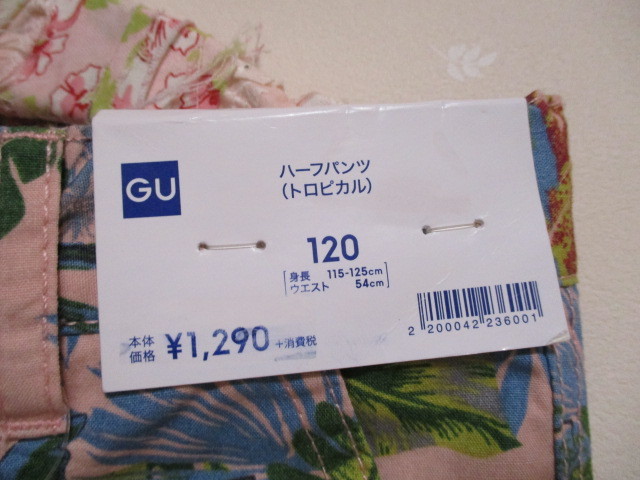 GU
ハーフパンツ
(トロピカル)
120
身長 115-125cm
ウエスト 54cm
本体価格 ¥1,290 +消費税
2 200042 236001